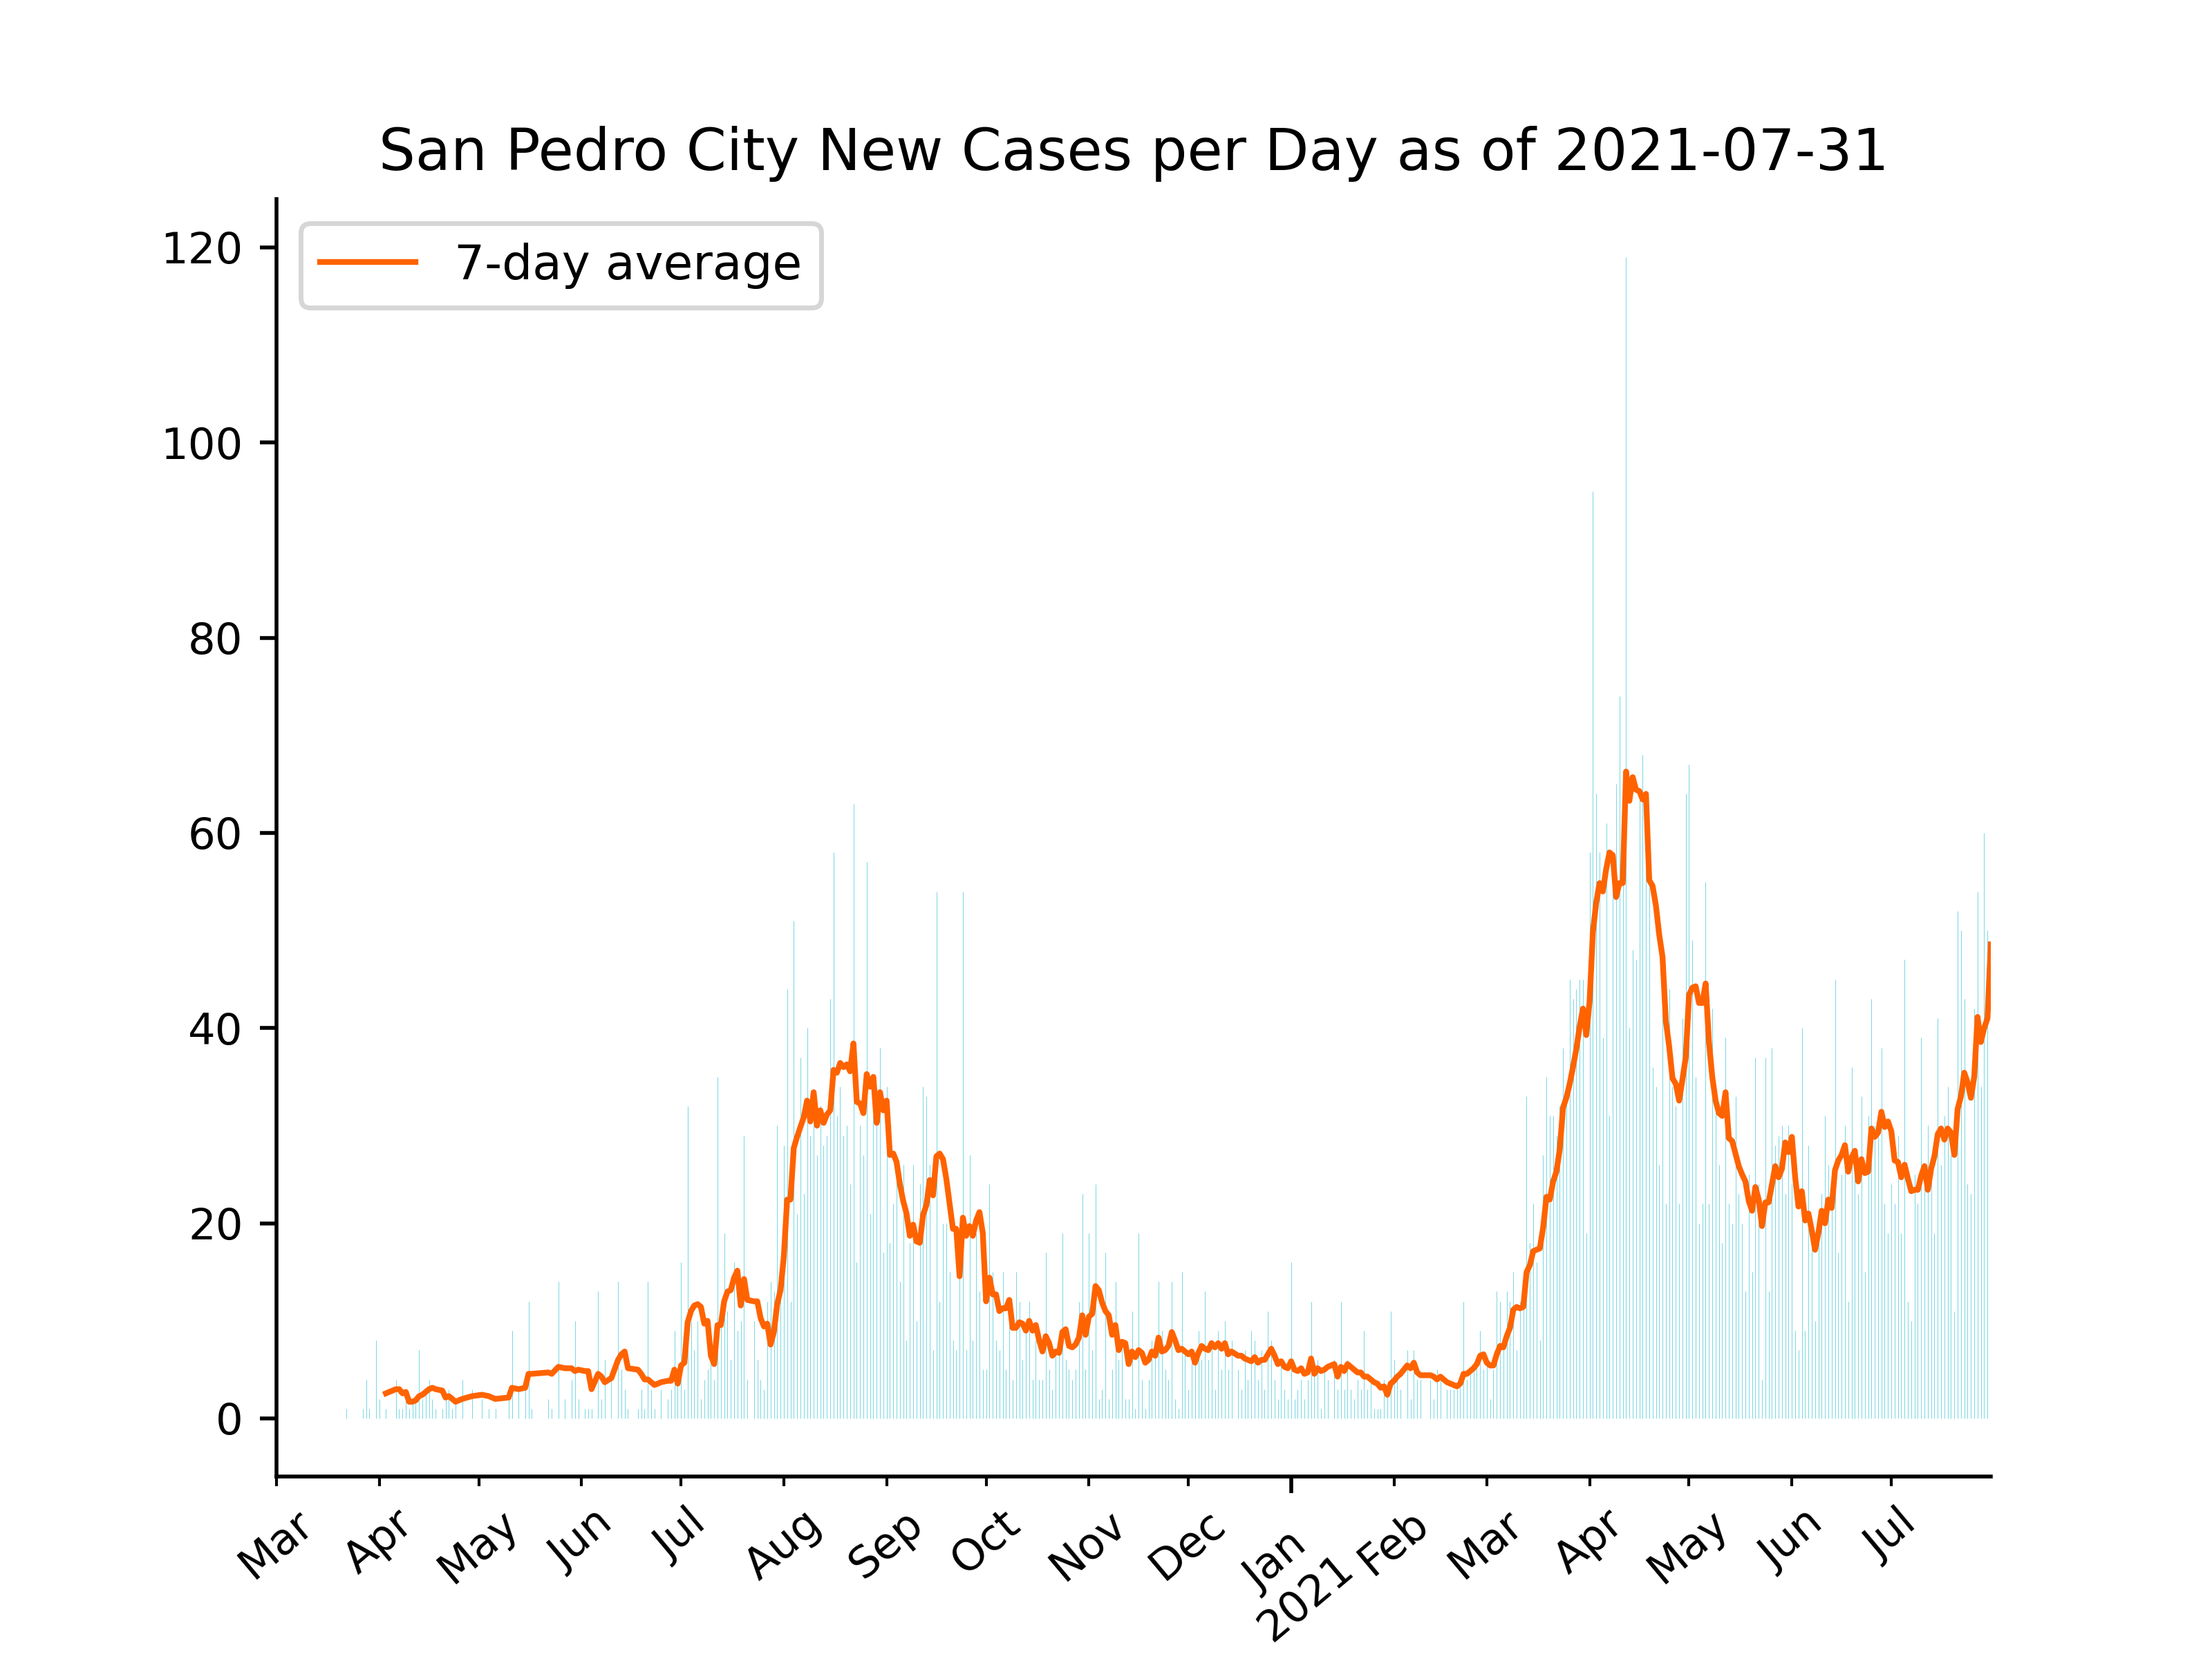 San Pedro City New Cases per Day as of 2021-07-31
7-day average
120
100
80
60
40
20
0
Mar
Apr
May
Jun
Jul
Aug
Sep
Oct
Nov
Dec
Jan
2021
Feb
Mar
Apr
May
Jun
Jul